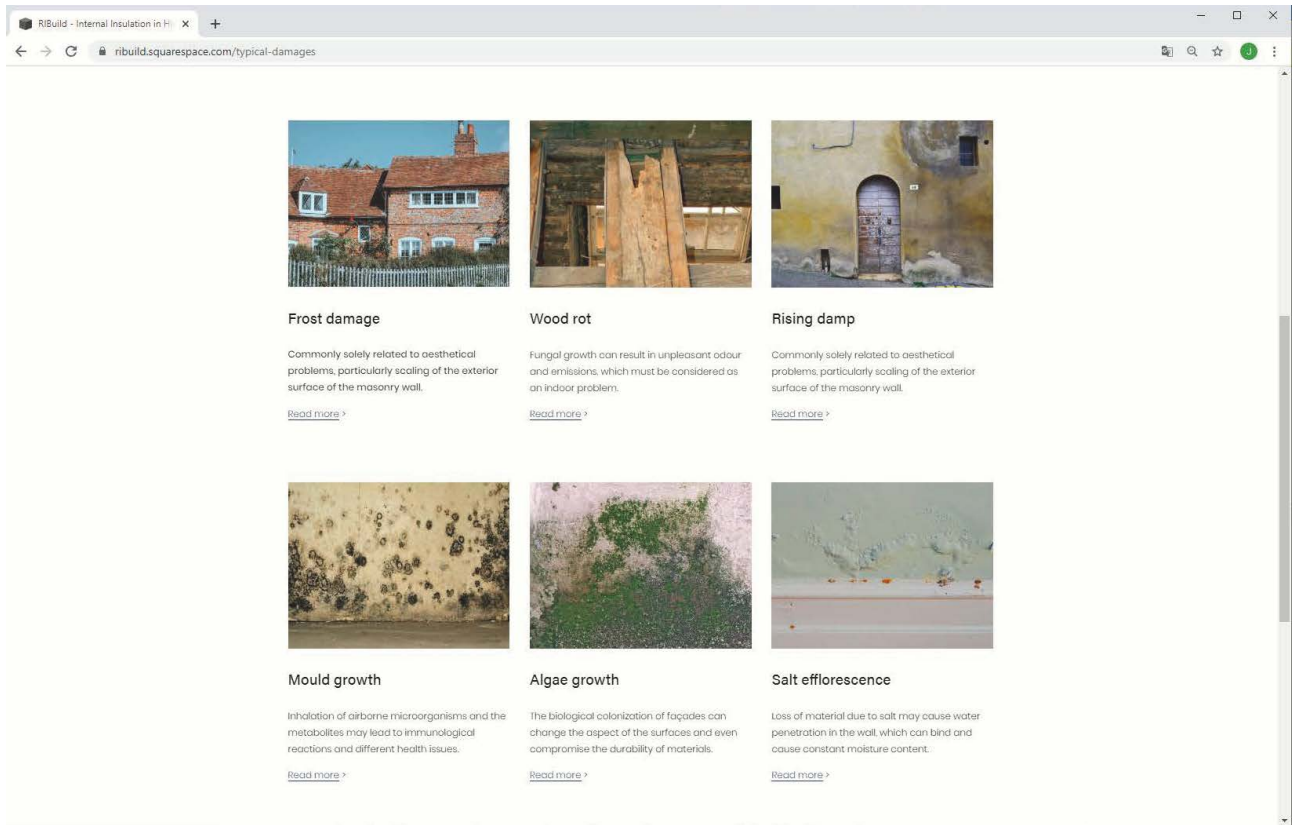 RIBuild - Internal Insulation in Hi
ribuild.squarespace.com/typical-damages
J
Frost damage
Commonly solely related to aesthetical
problems, particularly scaling of the exterior
surface of the masonry wall.
Read more >
Wood rot
Fungal growth can result in unpleasant odour
and emissions, which must be considered as
an indoor problem.
Read more >
Rising damp
Commonly solely related to aesthetical
problems, particularly scaling of the exterior
surface of the masonry wall.
Read more >
Mould growth
Inhalation of airborne microorganisms and the
metabolites may lead to immunological
reactions and different health issues.
Read more >
Algae growth
The biological colonization of façades can
change the aspect of the surfaces and even
compromise the durability of materials.
Read more >
Salt efflorescence
Loss of material due to salt may cause water
penetration in the wall, which can bind and
cause constant moisture content.
Read more >